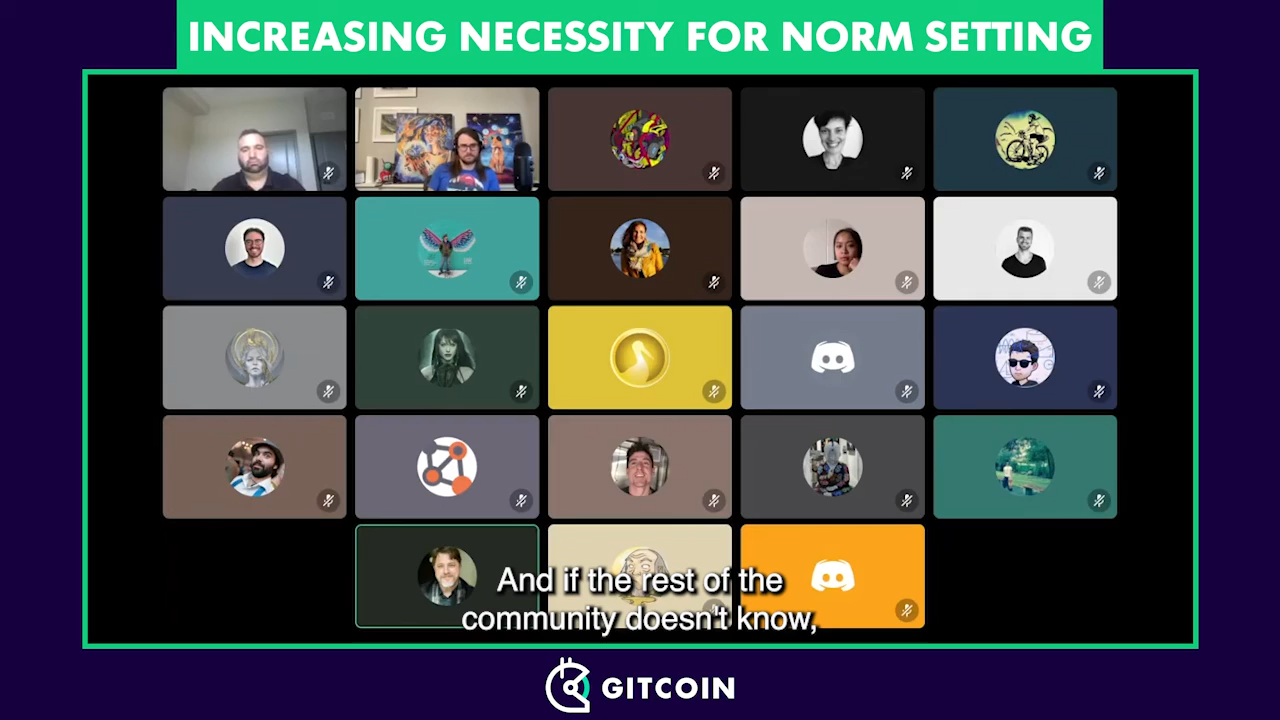 INCREASING NECESSITY FOR NORM SETTING
And if the rest of the
community doesn't know,
GITCOIN